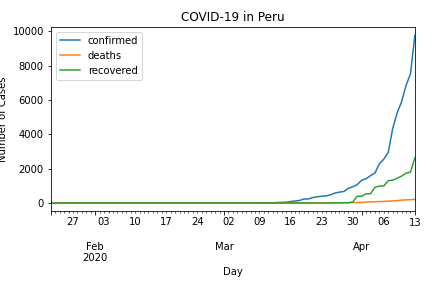 COVID-19 in Peru
10000
8000
6000
4000
2000
0
Number of Cases
confirmed
deaths
recovered
27 03 10 17 24 02 09 16 23 30 06 13
Feb Mar Apr
2020
Day